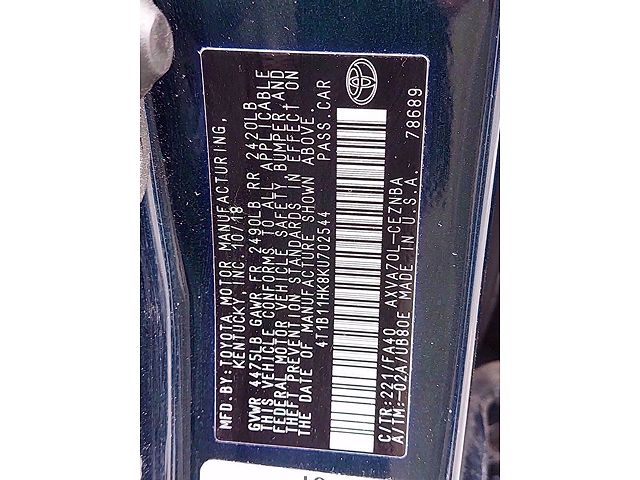 MFD.BY:TOYOTA MOTOR MANUFACTURING,
KENTUCKY, INC. 10/18
GVWR 4475LB GAWR FR 2490LB RR 2420LB
THIS VEHICLE CONFORMS TO ALL APPLICABLE
FEDERAL MOTOR VEHICLE SAFETY, BUMPER,AND
THEFT PREVENTION STANDARDS IN EFFECT ON
THE DATE OF MANUFACTURE SHOWN ABOVE.
4T1B11HK8KU702544 PASS.CAR
C/TR:221/FA40 AXVA70L-CEZNBA
A/TM:-02A/UB80E MADE IN U.S.A.
78689